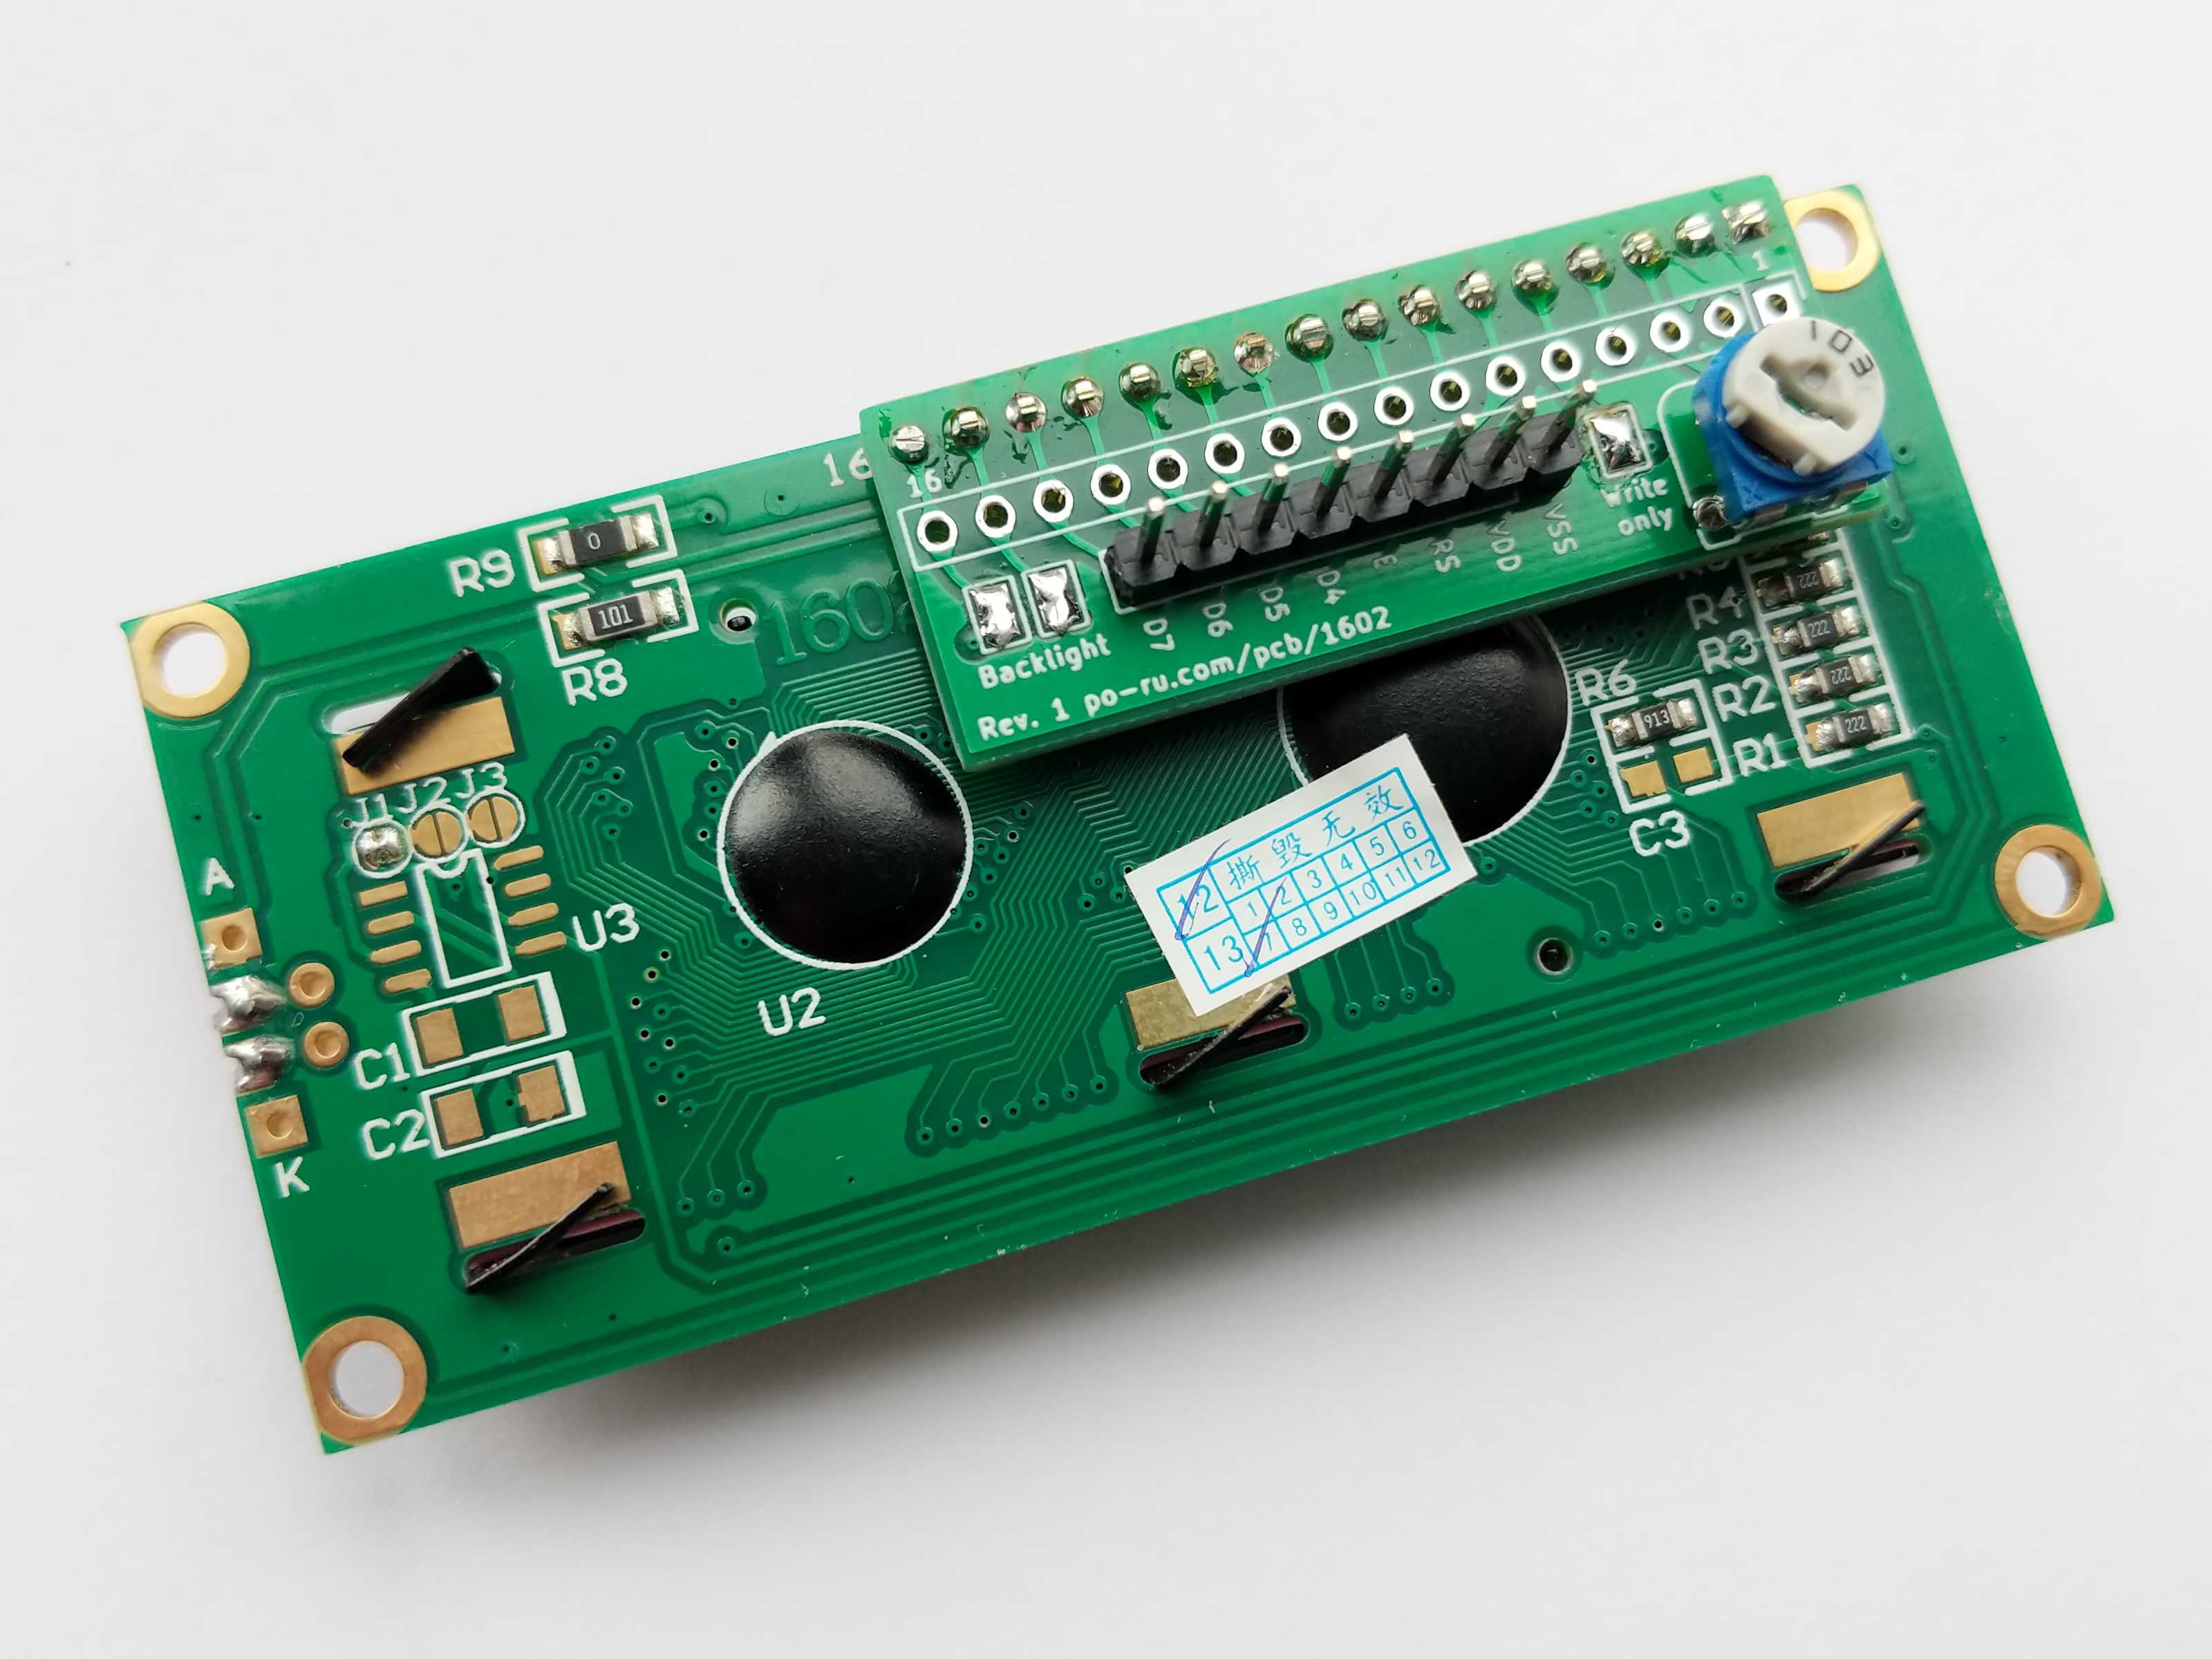 16
1
103
16
Write
only
VSS
VDD
RS
E
D4
D5
D6
D7
Backlight
Rev. 1 po-ru.com/pcb/1602
160
R9
0
R8
101
R4
222
R3
222
R2
222
R1
222
R6
913
C3
J1 J2 J3
A
U3
U2
C1
C2
K
撕毁无效
12 1 2 3 4 5 6
13 7 8 9 10 11 12